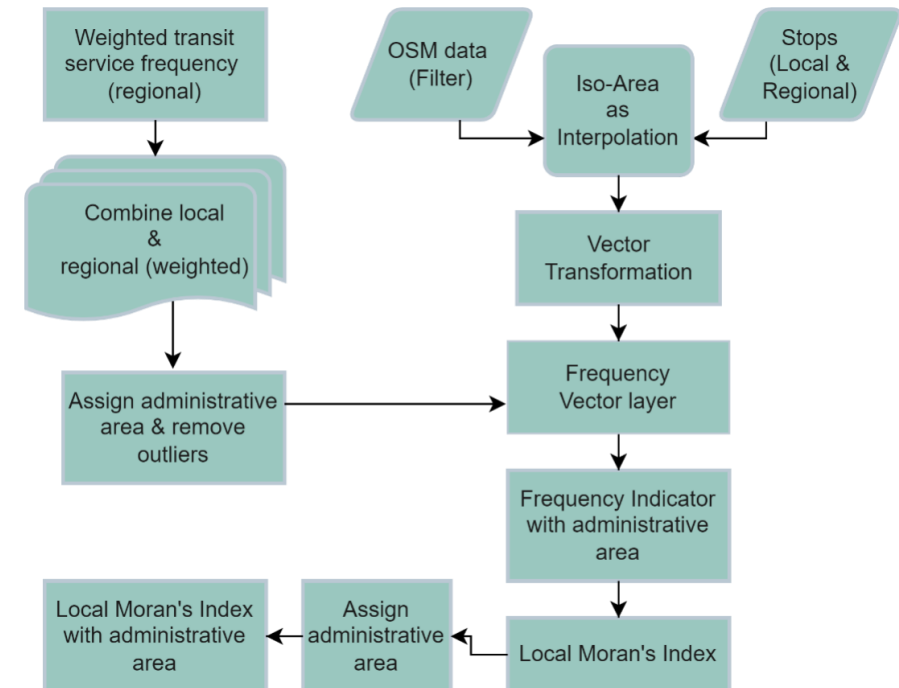 Weighted transit
service frequency
(regional)
OSM data
(Filter)
Iso-Area
as
Interpolation
Stops
(Local &
Regional)
Combine local
&
regional (weighted)
Vector
Transformation
Assign administrative
area & remove
outliers
Frequency
Vector layer
Frequency Indicator
with administrative
area
Local Moran's Index
with administrative
area
Assign
administrative
area
Local Moran's Index